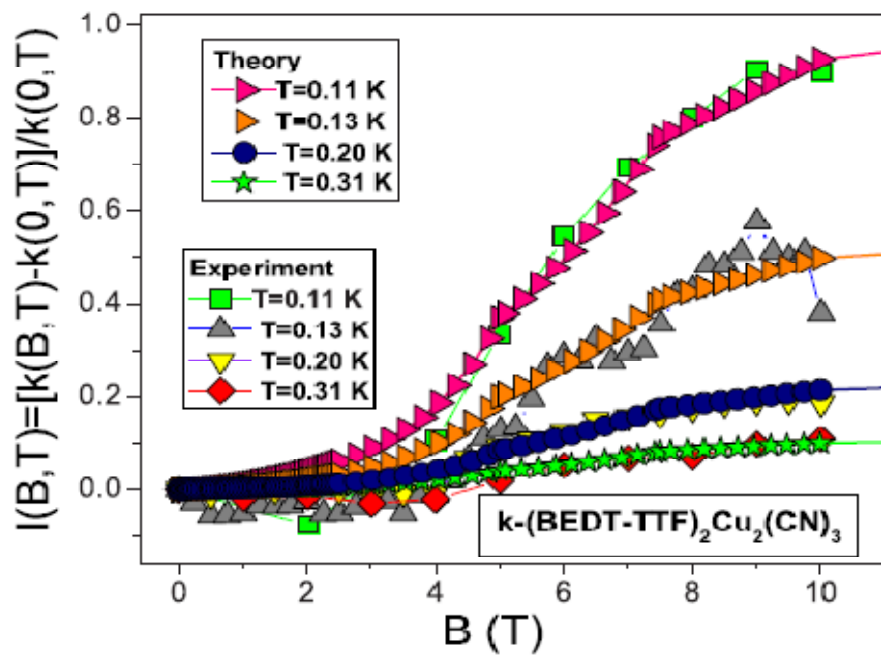 I(B,T)=[k(B,T)-k(0,T)]/k(0,T)
1.0
0.8
0.6
0.4
0.2
0.0
Theory
T=0.11 K
T=0.13 K
T=0.20 K
T=0.31 K
Experiment
T=0.11 K
T=0.13 K
T=0.20 K
T=0.31 K
k-(BEDT-TTF)₂Cu₂(CN)₃
0 2 4 6 8 10
B (T)